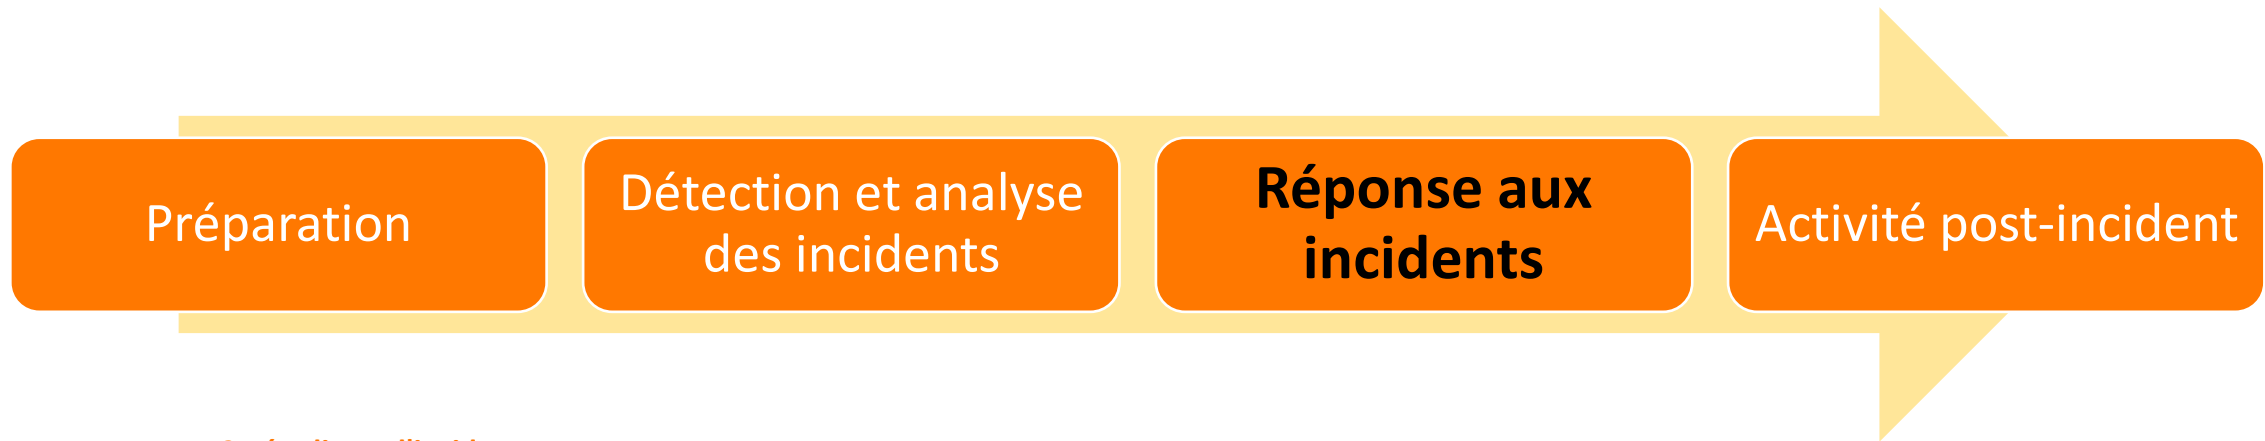 Préparation
Détection et analyse
des incidents
Réponse aux
incidents
Activité post-incident